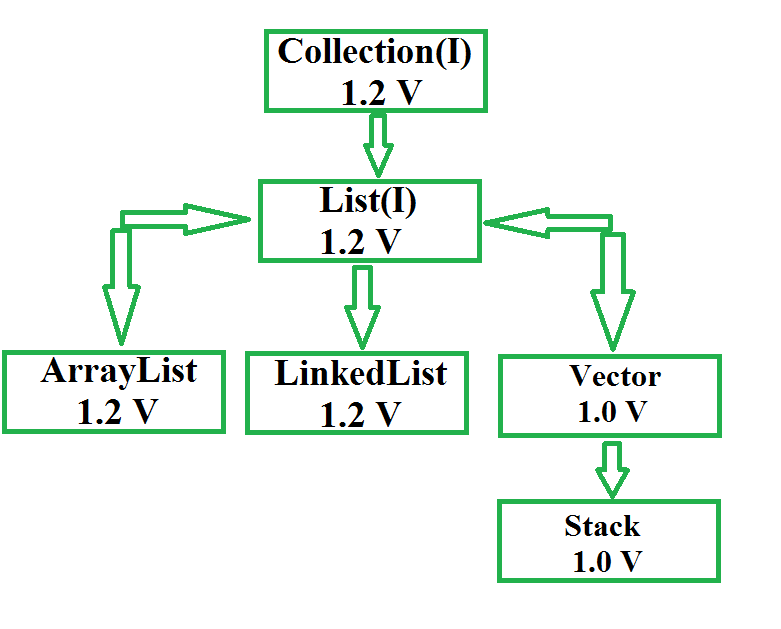 Collection(I)
1.2 V
List(I)
1.2 V
ArrayList
1.2 V
LinkedList
1.2 V
Vector
1.0 V
Stack
1.0 V